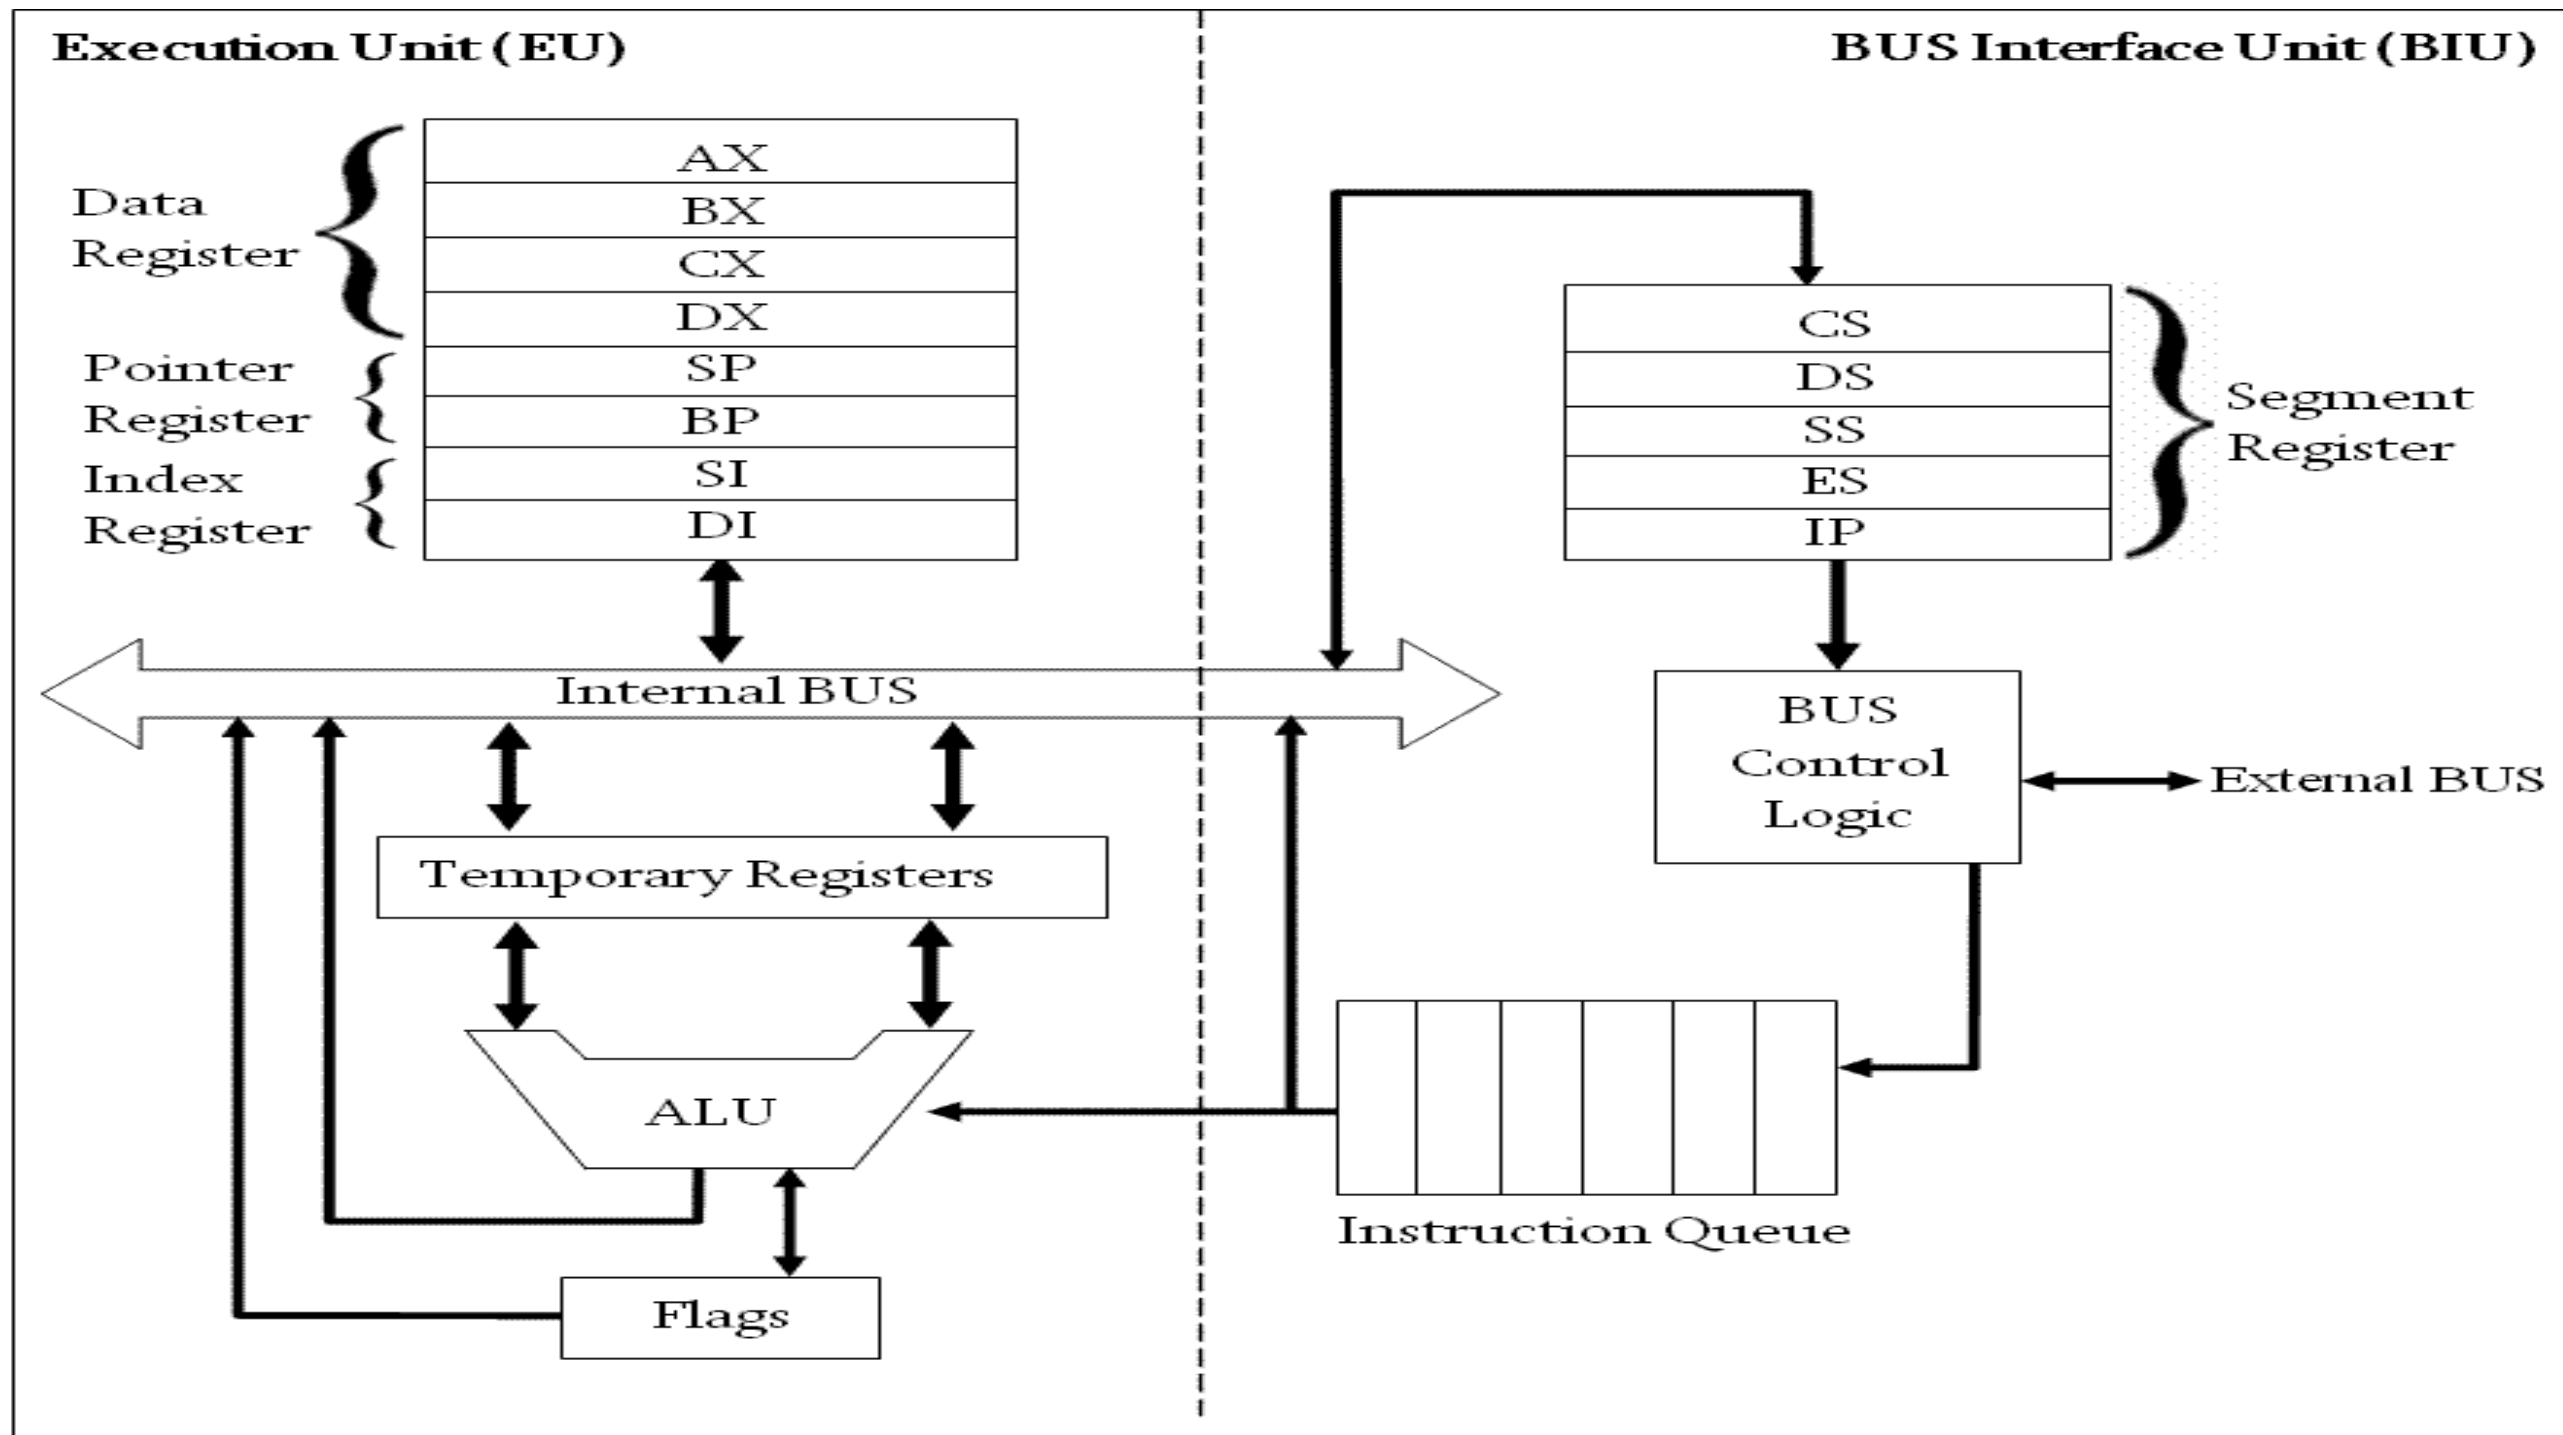 Execution Unit (EU)
BUS Interface Unit (BIU)
Data
Register
AX
BX
CX
DX
Pointer
Register
SP
BP
Index
Register
SI
DI
CS
DS
SS
ES
IP
Segment
Register
Internal BUS
BUS
Control
Logic
External BUS
Temporary Registers
ALU
Instruction Queue
Flags